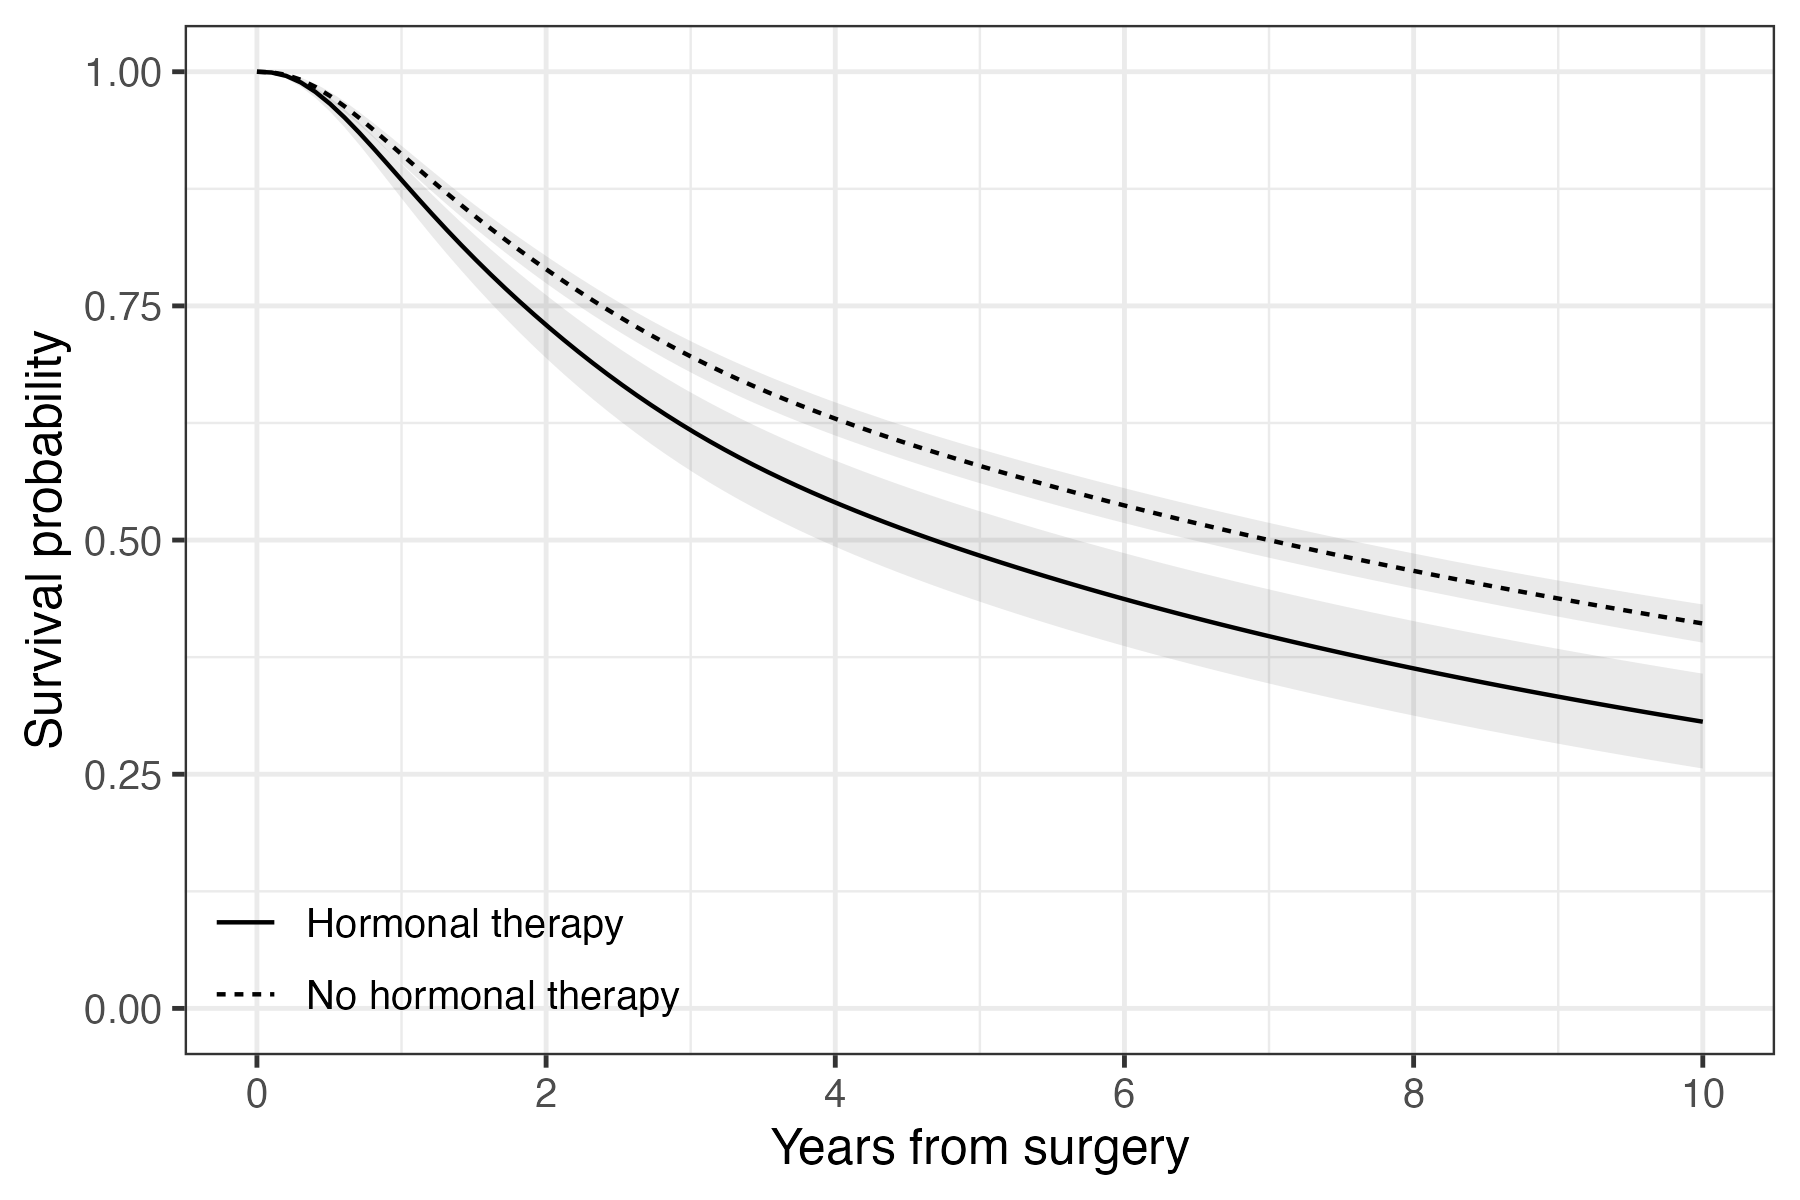 Survival probability
1.00
0.75
0.50
0.25
0.00
Hormonal therapy
No hormonal therapy
0 2 4 6 8 10
Years from surgery